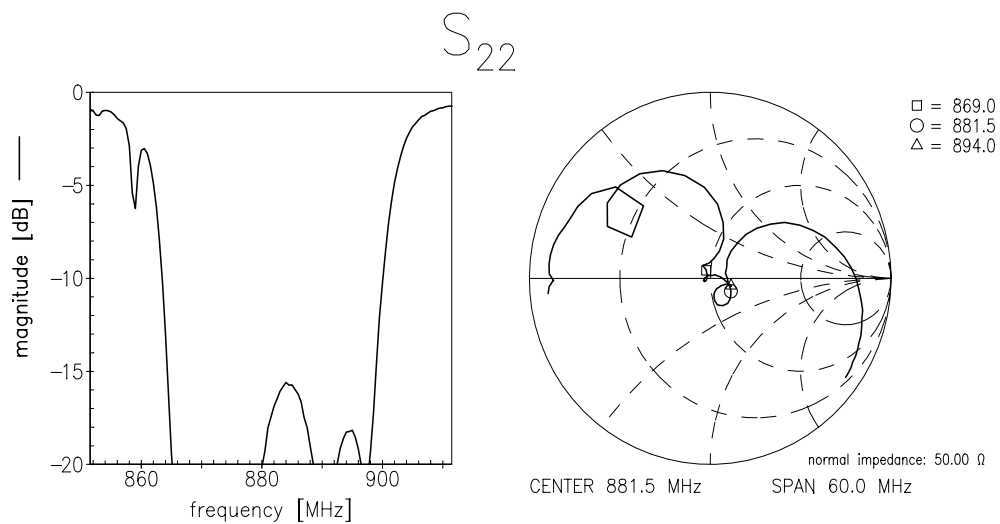 S22
0
−5
−10
−15
−20
magnitude [dB]
860
880
900
frequency [MHz]
□ = 869.0
○ = 881.5
△ = 894.0
normal impedance: 50.00 Ω
CENTER 881.5 MHz
SPAN 60.0 MHz